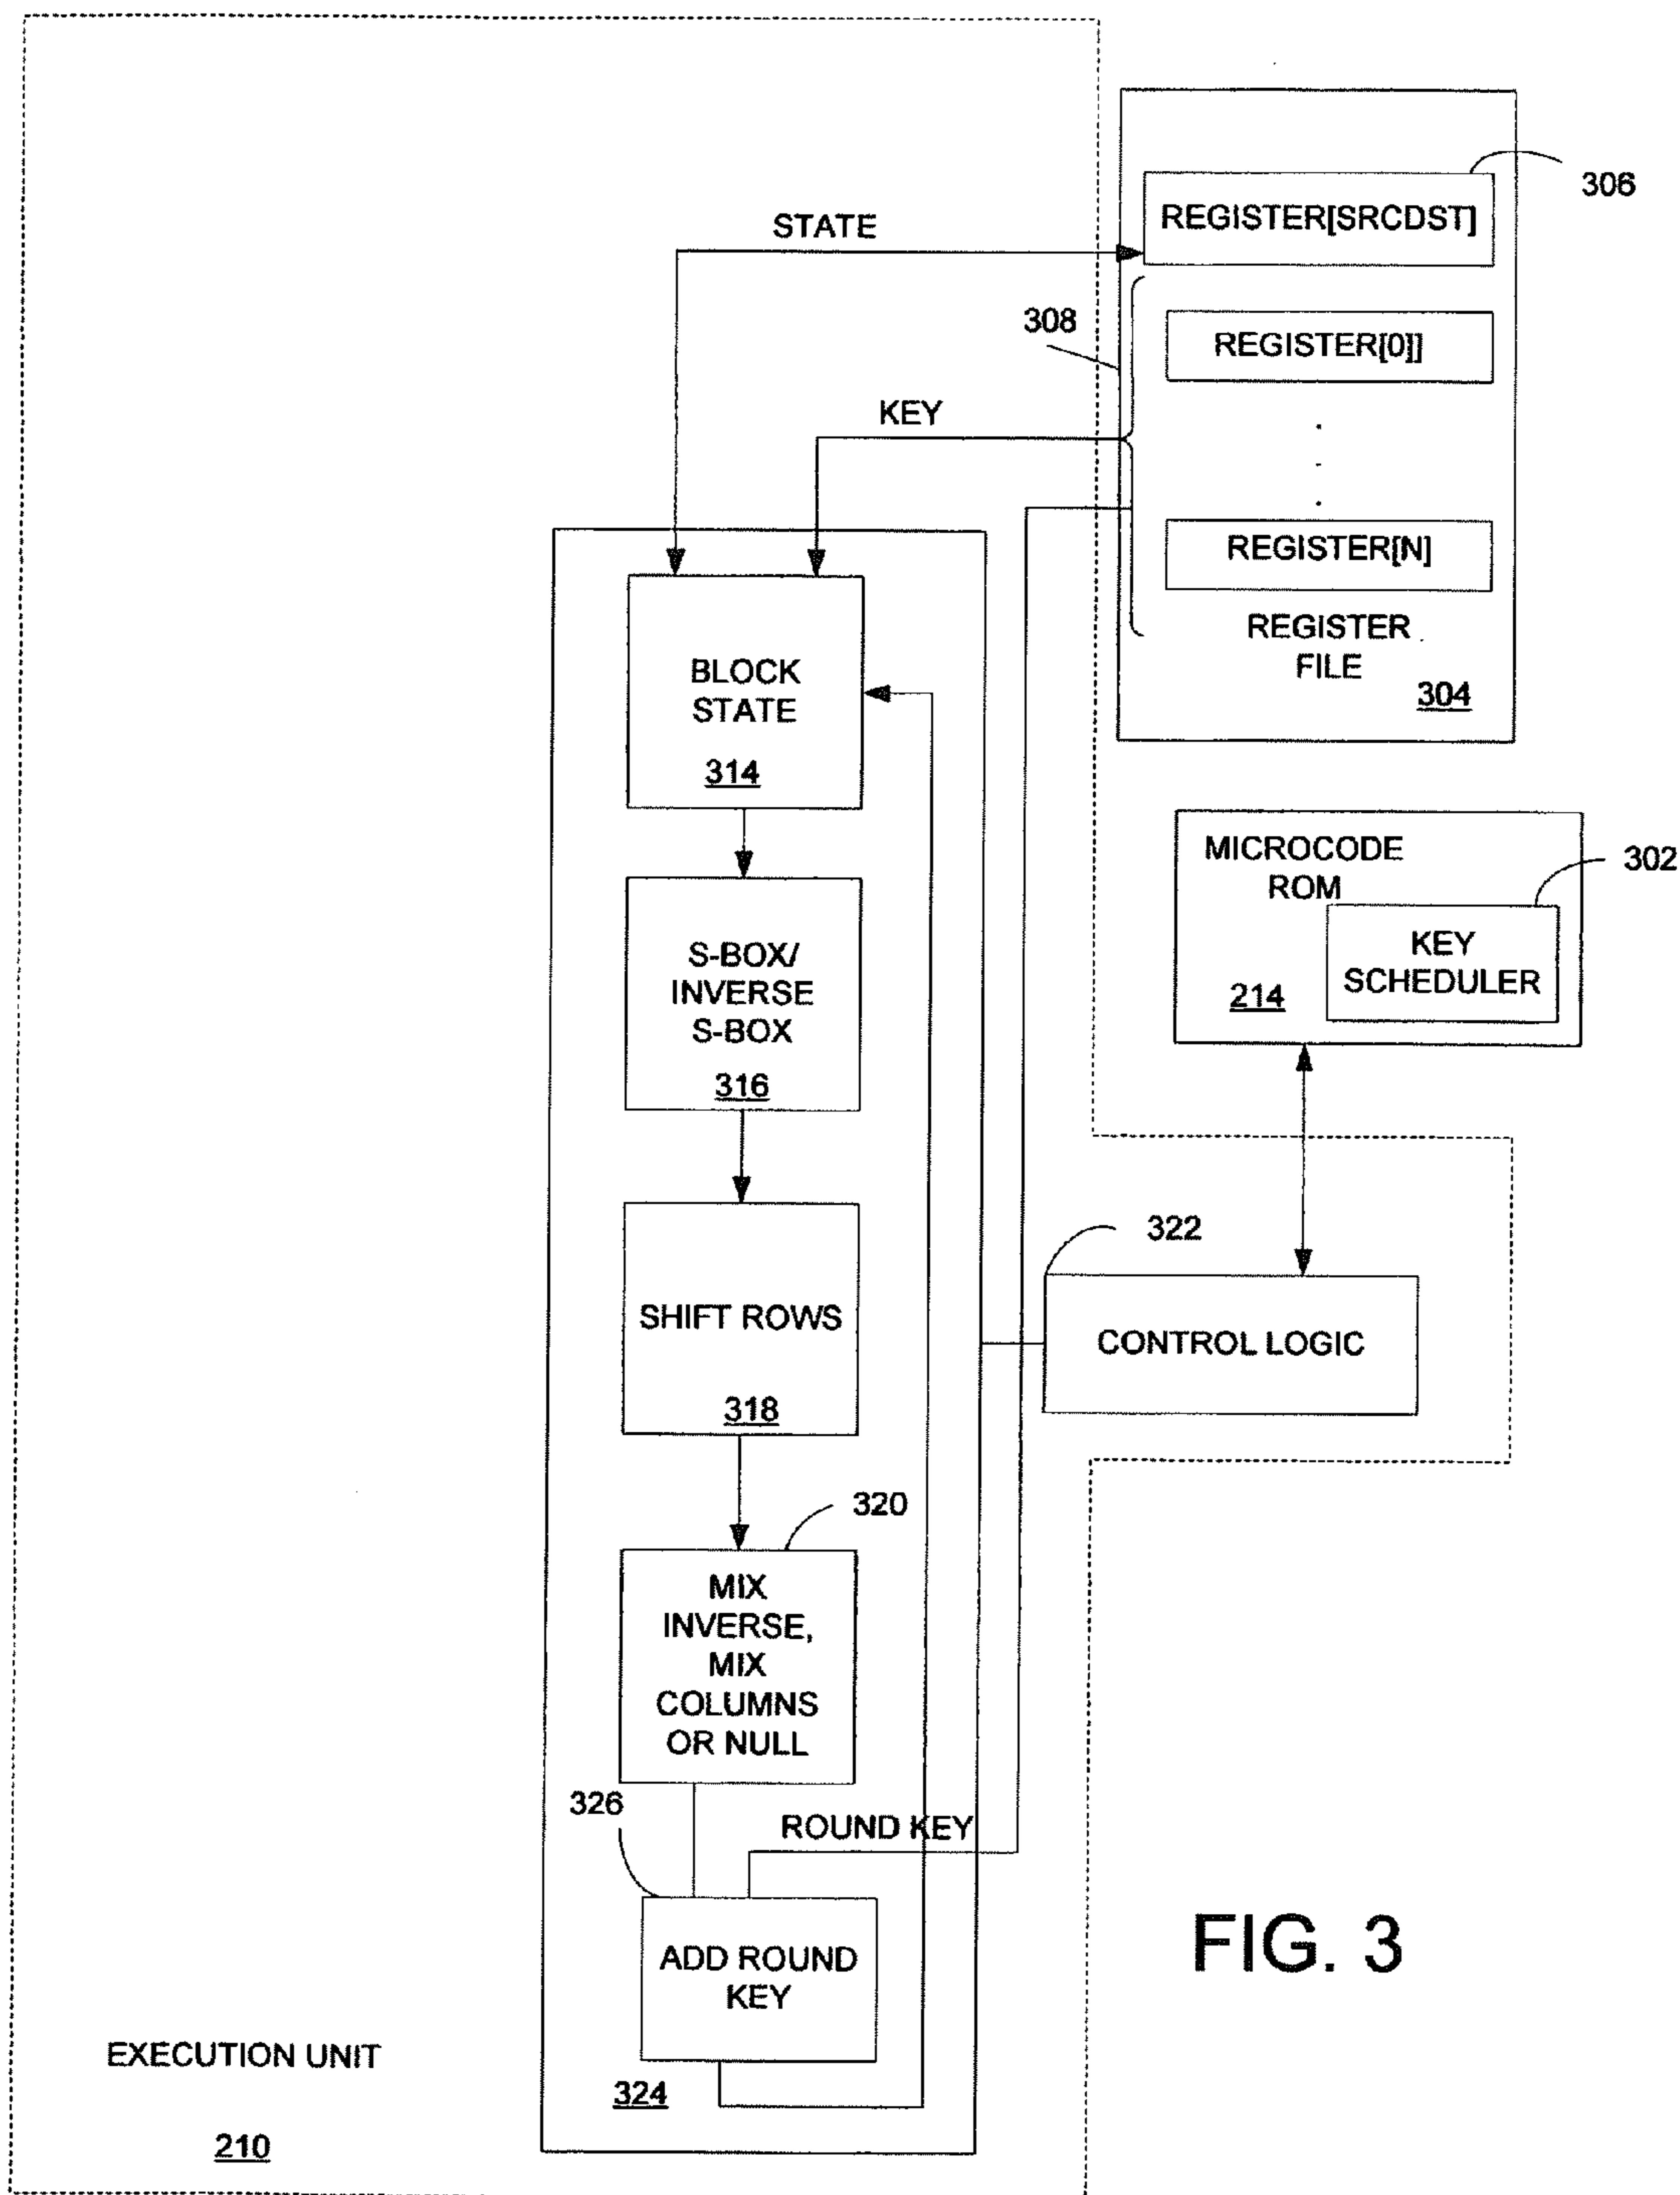 306
REGISTER[SRCDST]
STATE
308
REGISTER[0]]
KEY
REGISTER[N]
REGISTER
FILE
304
BLOCK
STATE
314
MICROCODE
ROM
302
KEY
SCHEDULER
214
S-BOX/
INVERSE
S-BOX
316
322
SHIFT ROWS
318
CONTROL LOGIC
320
MIX
INVERSE,
MIX
COLUMNS
OR NULL
326
ROUND KEY
ADD ROUND
KEY
324
FIG. 3
EXECUTION UNIT
210